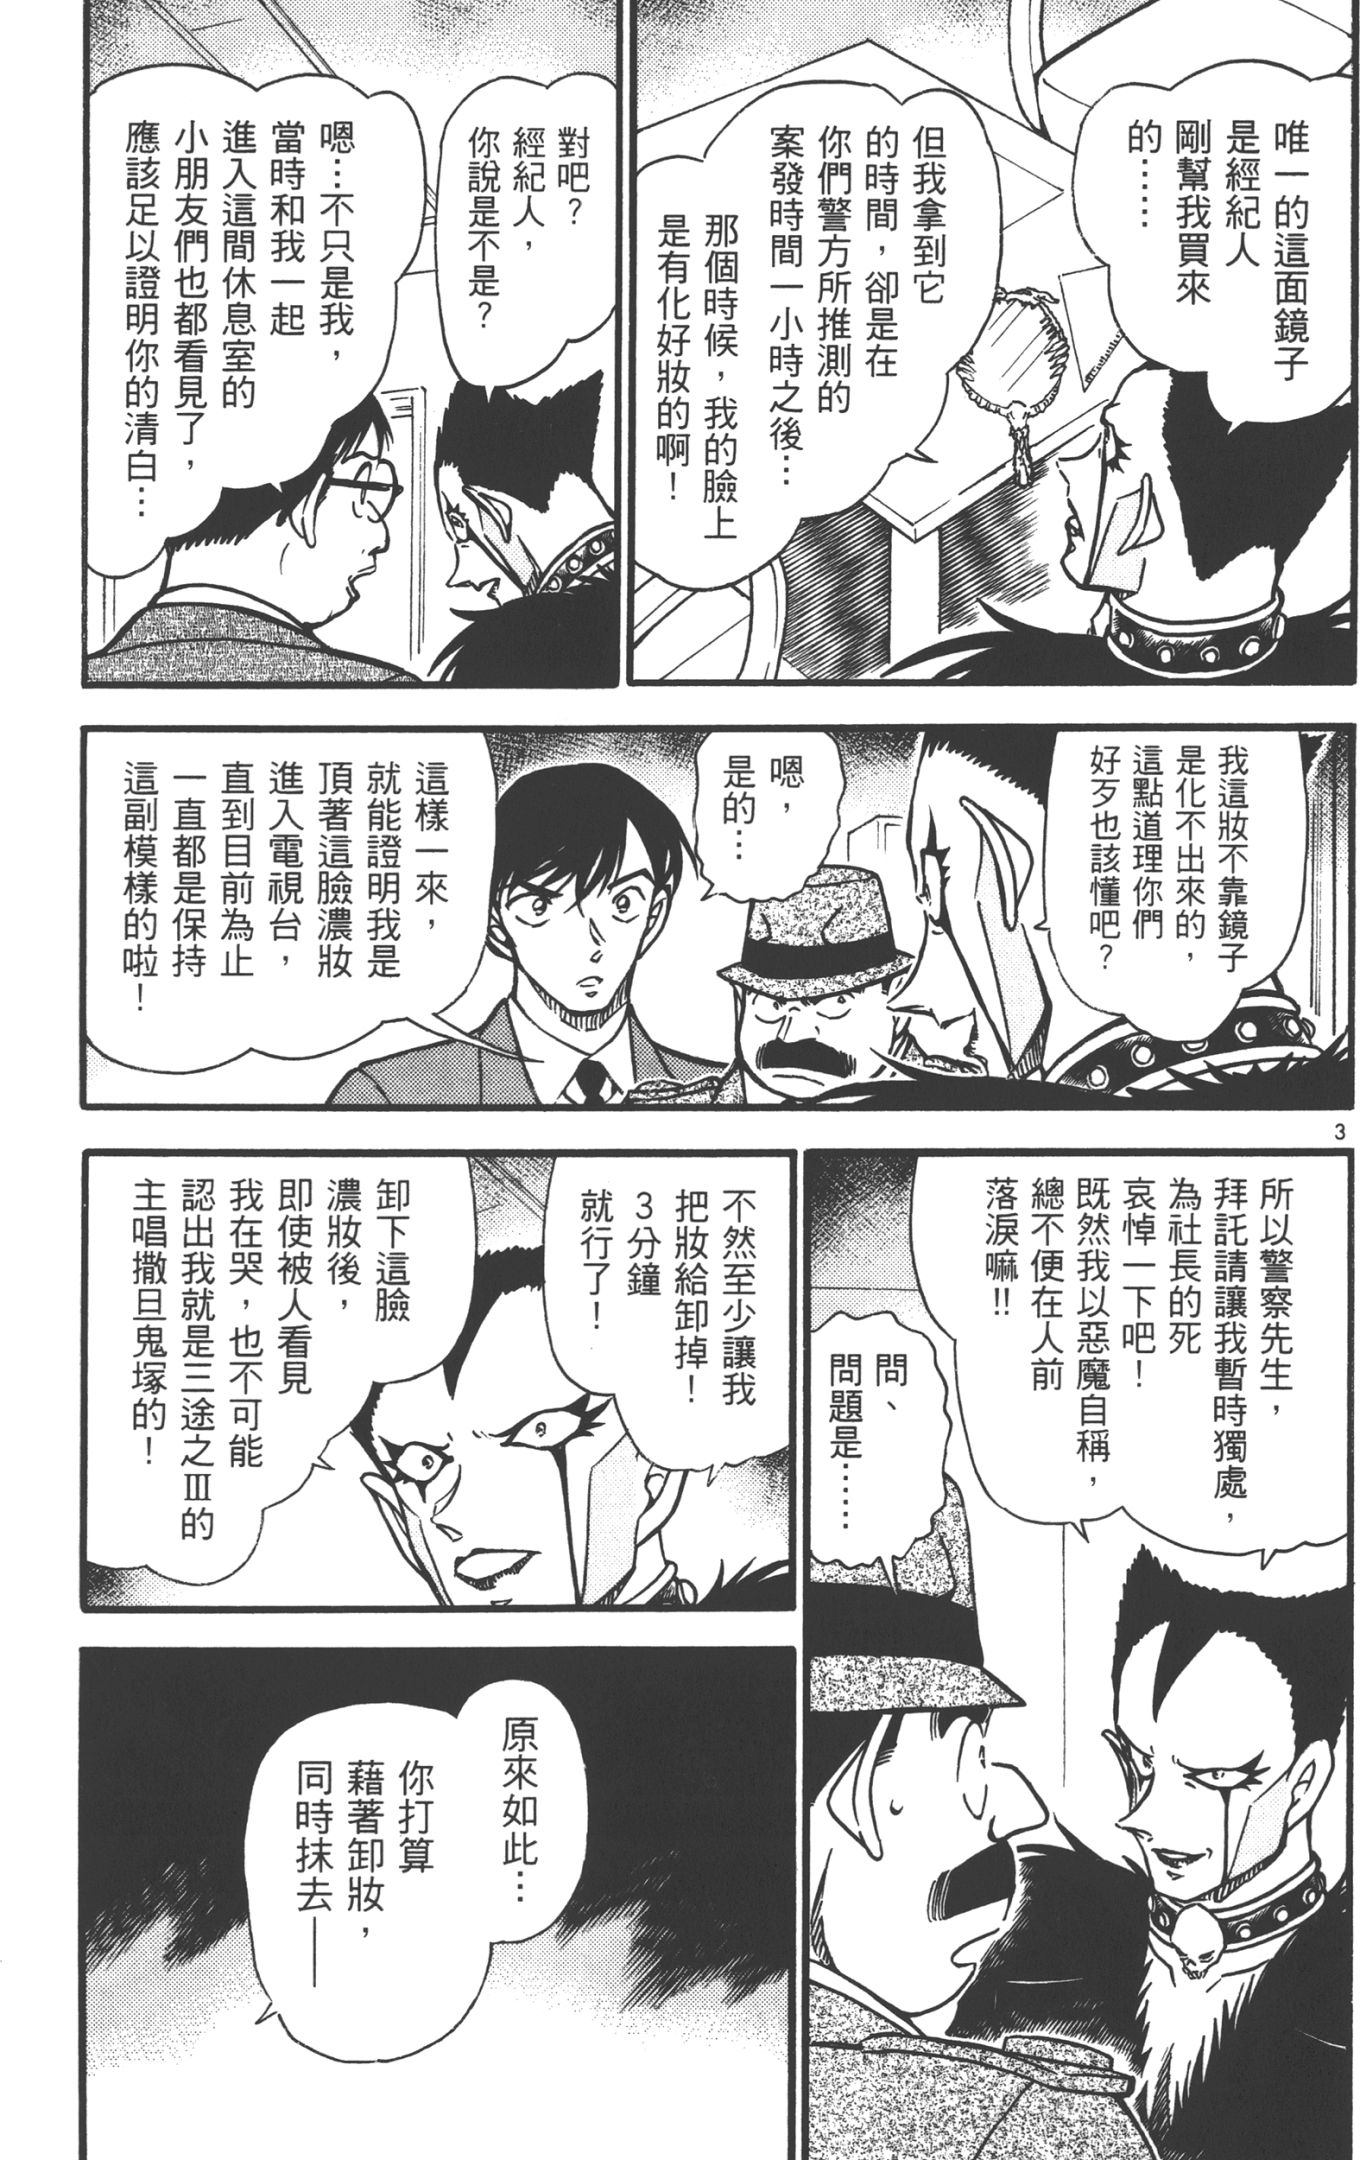 唯一的這面鏡子
是經紀人
剛幫我買來
的……
但我拿到它
的時間，卻是在
你們警方所推測的
案發時間一小時之後…
那個時候，我的臉上
是有化好妝的啊！
對吧？
經紀人，
你說是不是？
嗯…不只是我，
當時和我一起
進入這間休息室的
小朋友們也都看見了，
應該足以證明你的清白…
我這妝不靠鏡子
是化不出來的，
這點道理你們
好歹也該懂吧？
嗯，
是的…
這樣一來，
就能證明我是
頂著這臉濃妝
進入電視台，
直到目前為止
一直都是保持
這副模樣的啦！
3
所以警察先生，
拜託請讓我暫時獨處，
為社長的死
哀悼一下吧！
既然我以惡魔自稱，
總不便在人前
落淚嘛!!
問、
問題是……
不然至少讓我
把妝給卸掉！
3分鐘
就行了！
卸下這臉
濃妝後，
即使被人看見
我在哭，也不可能
認出我就是三途之Ⅲ的
主唱撒旦鬼塚的！
原來如此…
你打算
藉著卸妝，
同時抹去——